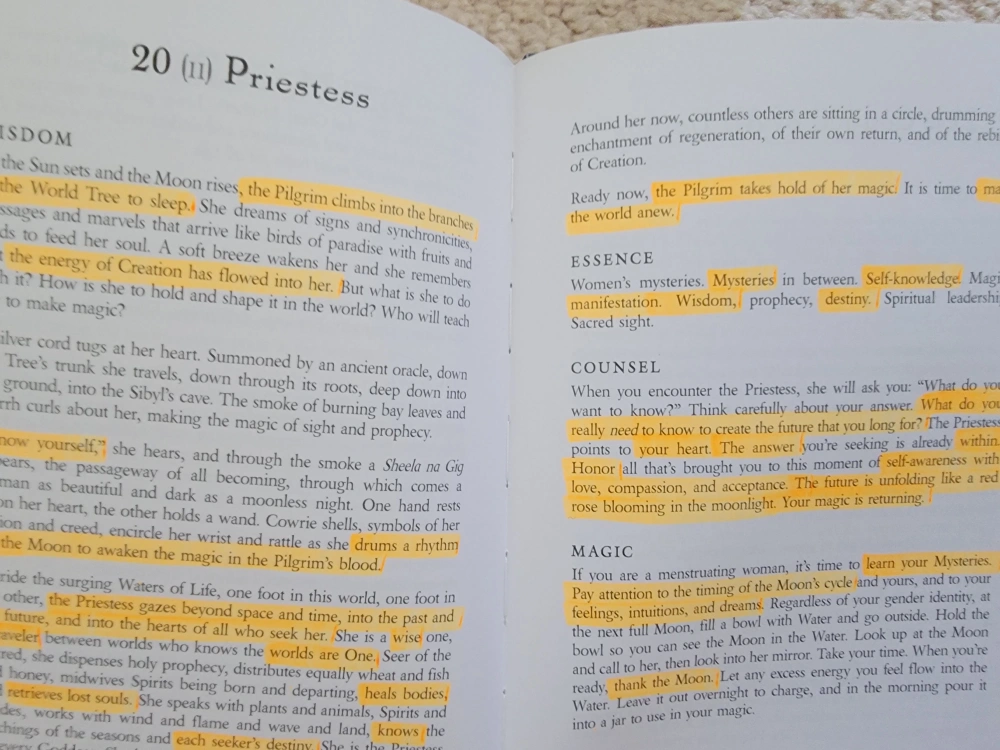 20 (11) Priestess
ISDOM
the Sun sets and the Moon rises, the Pilgrim climbs into the branches
the World Tree to sleep. She dreams of signs and synchronicities,
ssages and marvels that arrive like birds of paradise with fruits and
ds to feed her soul. A soft breeze wakens her and she remembers
the energy of Creation has flowed into her. But what is she to do
h it? How is she to hold and shape it in the world? Who will teach
to make magic?
ilver cord tugs at her heart. Summoned by an ancient oracle, down
Tree's trunk she travels, down through its roots, deep down into
ground, into the Sibyl's cave. The smoke of burning bay leaves and
rrh curls about her, making the magic of sight and prophecy.
now yourself," she hears, and through the smoke a Sheela na Gig
ears, the passageway of all becoming, through which comes a
man as beautiful and dark as a moonless night. One hand rests
on her heart, the other holds a wand. Cowrie shells, symbols of her
ion and creed, encircle her wrist and rattle as she drums a rhythm
the Moon to awaken the magic in the Pilgrim's blood.
ride the surging Waters of Life, one foot in this world, one foot in
other, the Priestess gazes beyond space and time, into the past and
future, and into the hearts of all who seek her. She is a wise one,
aveler between worlds who knows the worlds are One. Seer of the
red, she dispenses holy prophecy, distributes equally wheat and fish
honey, midwives Spirits being born and departing, heals bodies,
retrieves lost souls. She speaks with plants and animals, Spirits and
des, works with wind and flame and wave and land, knows the
things of the seasons and each seeker's destiny. She is the Priestess
every Goddess. She
Around her now, countless others are sitting in a circle, drumming
enchantment of regeneration, of their own return, and of the rebi
of Creation.
Ready now, the Pilgrim takes hold of her magic. It is time to ma
the world anew.
ESSENCE
Women's mysteries. Mysteries in between. Self-knowledge. Magi
manifestation. Wisdom, prophecy, destiny. Spiritual leadershi
Sacred sight.
COUNSEL
When you encounter the Priestess, she will ask you: "What do you
want to know?" Think carefully about your answer. What do you
really need to know to create the future that you long for? The Priestess
points to your heart. The answer you're seeking is already within.
Honor all that's brought you to this moment of self-awareness with
love, compassion, and acceptance. The future is unfolding like a red
rose blooming in the moonlight. Your magic is returning.
MAGIC
If you are a menstruating woman, it's time to learn your Mysteries.
Pay attention to the timing of the Moon's cycle and yours, and to your
feelings, intuitions, and dreams. Regardless of your gender identity, at
the next full Moon, fill a bowl with Water and go outside. Hold the
bowl so you can see the Moon in the Water. Look up at the Moon
and call to her, then look into her mirror. Take your time. When you're
ready, thank the Moon. Let any excess energy you feel flow into the
Water. Leave it out overnight to charge, and in the morning pour it
into a jar to use in your magic.